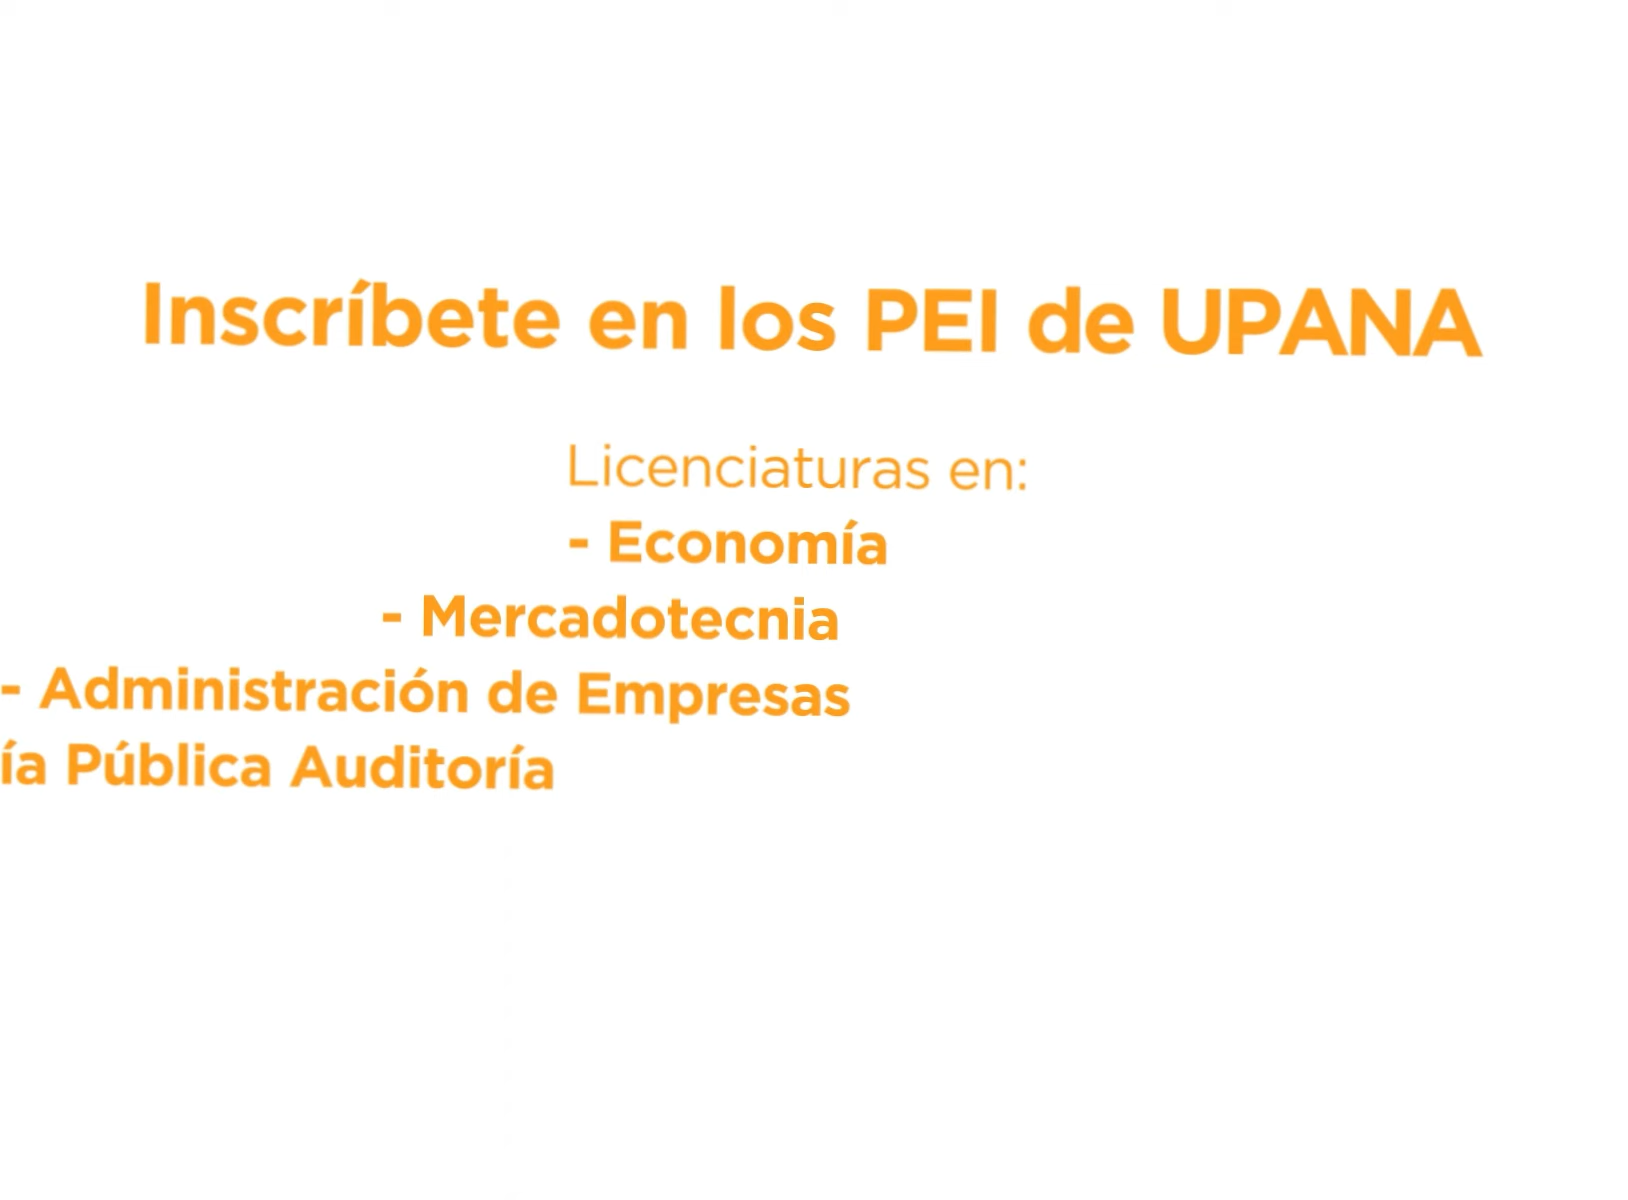 Inscríbete en los PEI de UPANA
Licenciaturas en:
- Economía
- Mercadotecnia
- Administración de Empresas
ía Pública Auditoría